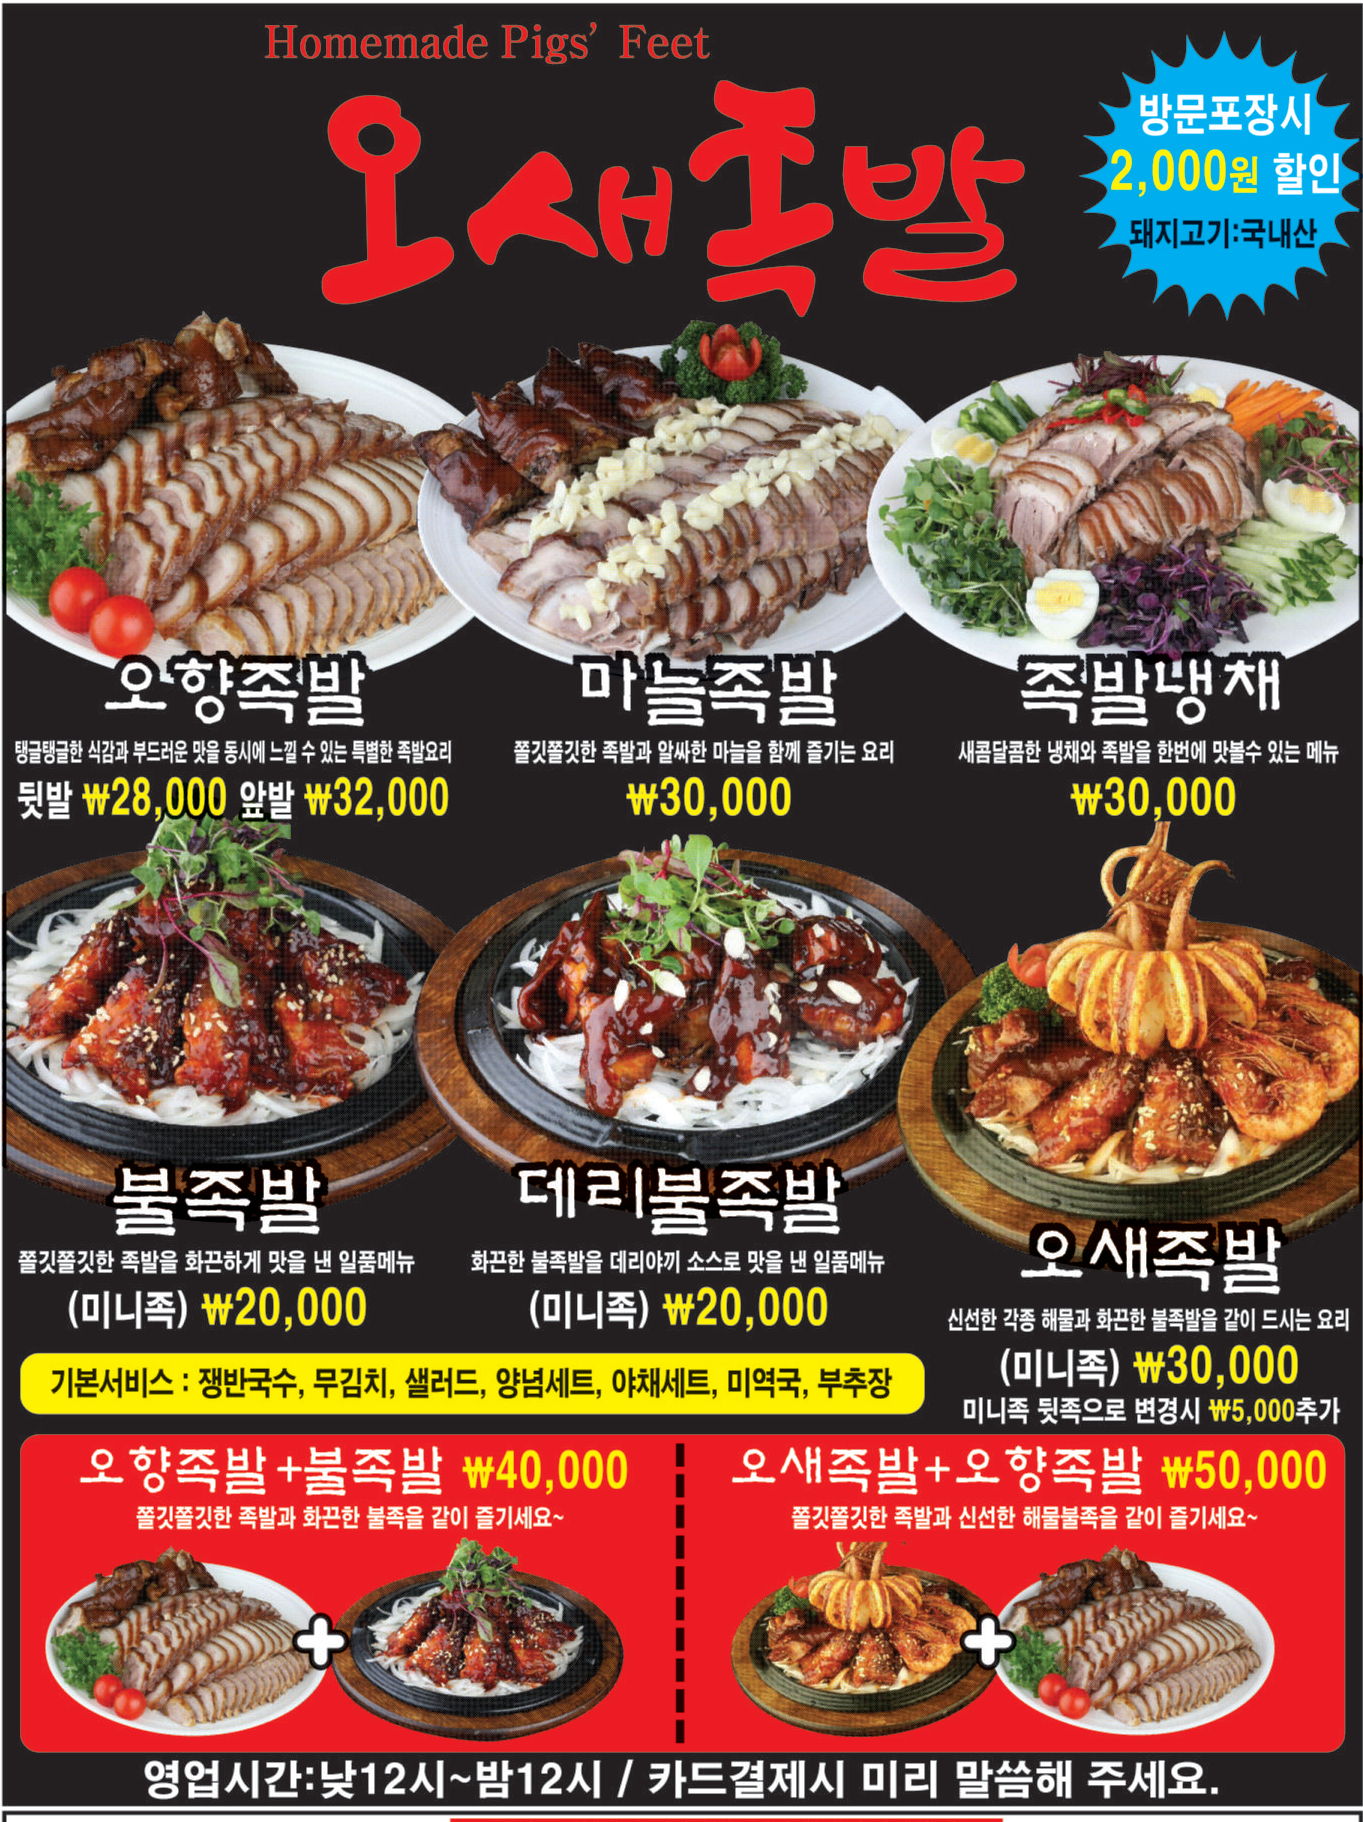 Homemade Pigs’ Feet
오새족발
방문포장시
2,000원 할인
돼지고기:국내산
오향족발
탱글탱글한 식감과 부드러운 맛을 동시에 느낄 수 있는 특별한 족발요리
뒷발 ₩28,000 앞발 ₩32,000
마늘족발
쫄깃쫄깃한 족발과 알싸한 마늘을 함께 즐기는 요리
₩30,000
족발냉채
새콤달콤한 냉채와 족발을 한번에 맛볼수 있는 메뉴
₩30,000
불족발
쫄깃쫄깃한 족발을 화끈하게 맛을 낸 일품메뉴
(미니족) ₩20,000
데리불족발
화끈한 불족발을 데리야끼 소스로 맛을 낸 일품메뉴
(미니족) ₩20,000
오새족발
신선한 각종 해물과 화끈한 불족발을 같이 드시는 요리
(미니족) ₩30,000
미니족 뒷족으로 변경시 ₩5,000추가
기본서비스 : 쟁반국수, 무김치, 샐러드, 양념세트, 야채세트, 미역국, 부추장
오향족발+불족발 ₩40,000
쫄깃쫄깃한 족발과 화끈한 불족을 같이 즐기세요~
오새족발+오향족발 ₩50,000
쫄깃쫄깃한 족발과 신선한 해물불족을 같이 즐기세요~
영업시간:낮12시~밤12시 / 카드결제시 미리 말씀해 주세요.